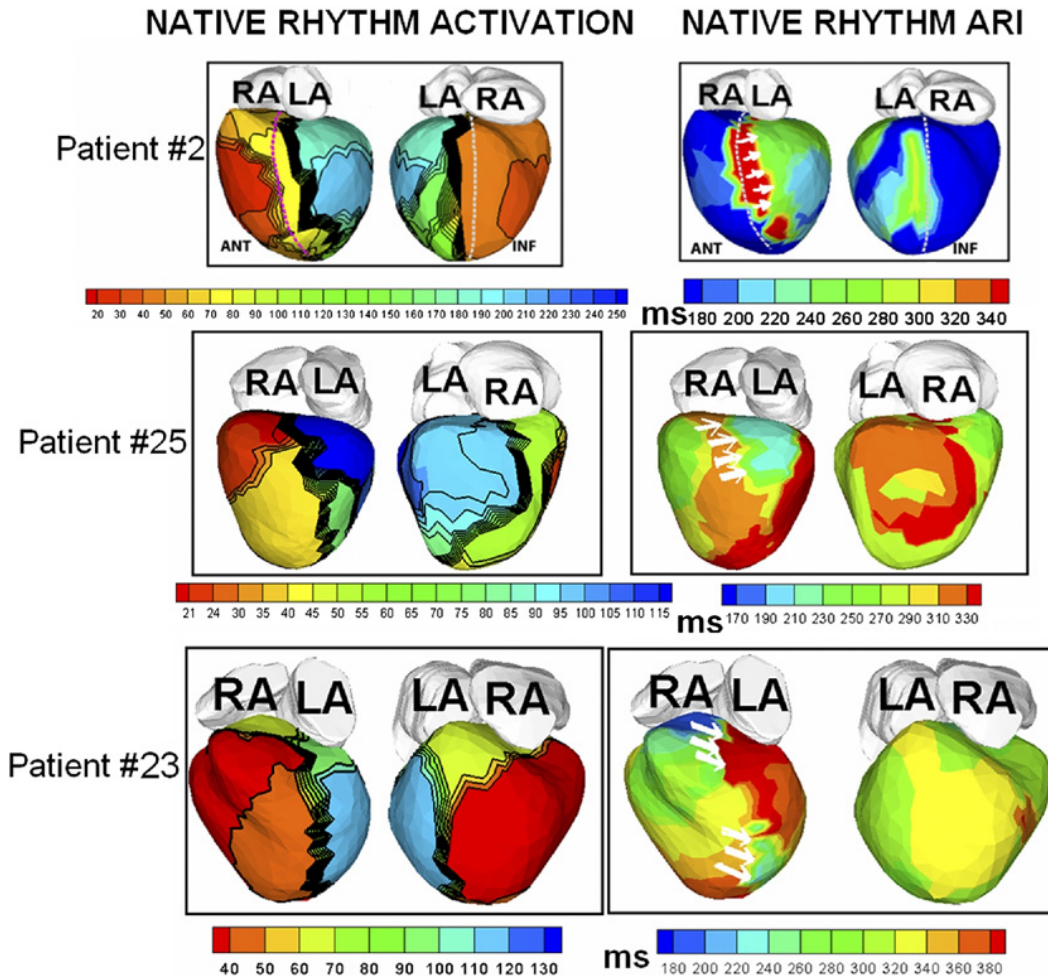 NATIVE RHYTHM ACTIVATION NATIVE RHYTHM ARI
RA LA LA RA RA LA LA RA
Patient #2
ANT INF ANT INF
20 30 40 60 60 70 80 90 100 110 120 130 140 150 160 170 180 190 200 210 220 230 240 250
ms 180 200 220 240 260 280 300 320 340
RA LA LA RA RA LA LA RA
Patient #25
21 24 30 35 40 45 50 55 60 65 70 75 80 85 90 95 100 105 110 115
ms 170 190 210 230 250 270 290 310 330
RA LA LA RA RA LA LA RA
Patient #23
40 50 60 70 80 90 100 110 120 130
ms 180 200 220 240 260 280 300 320 340 360 380